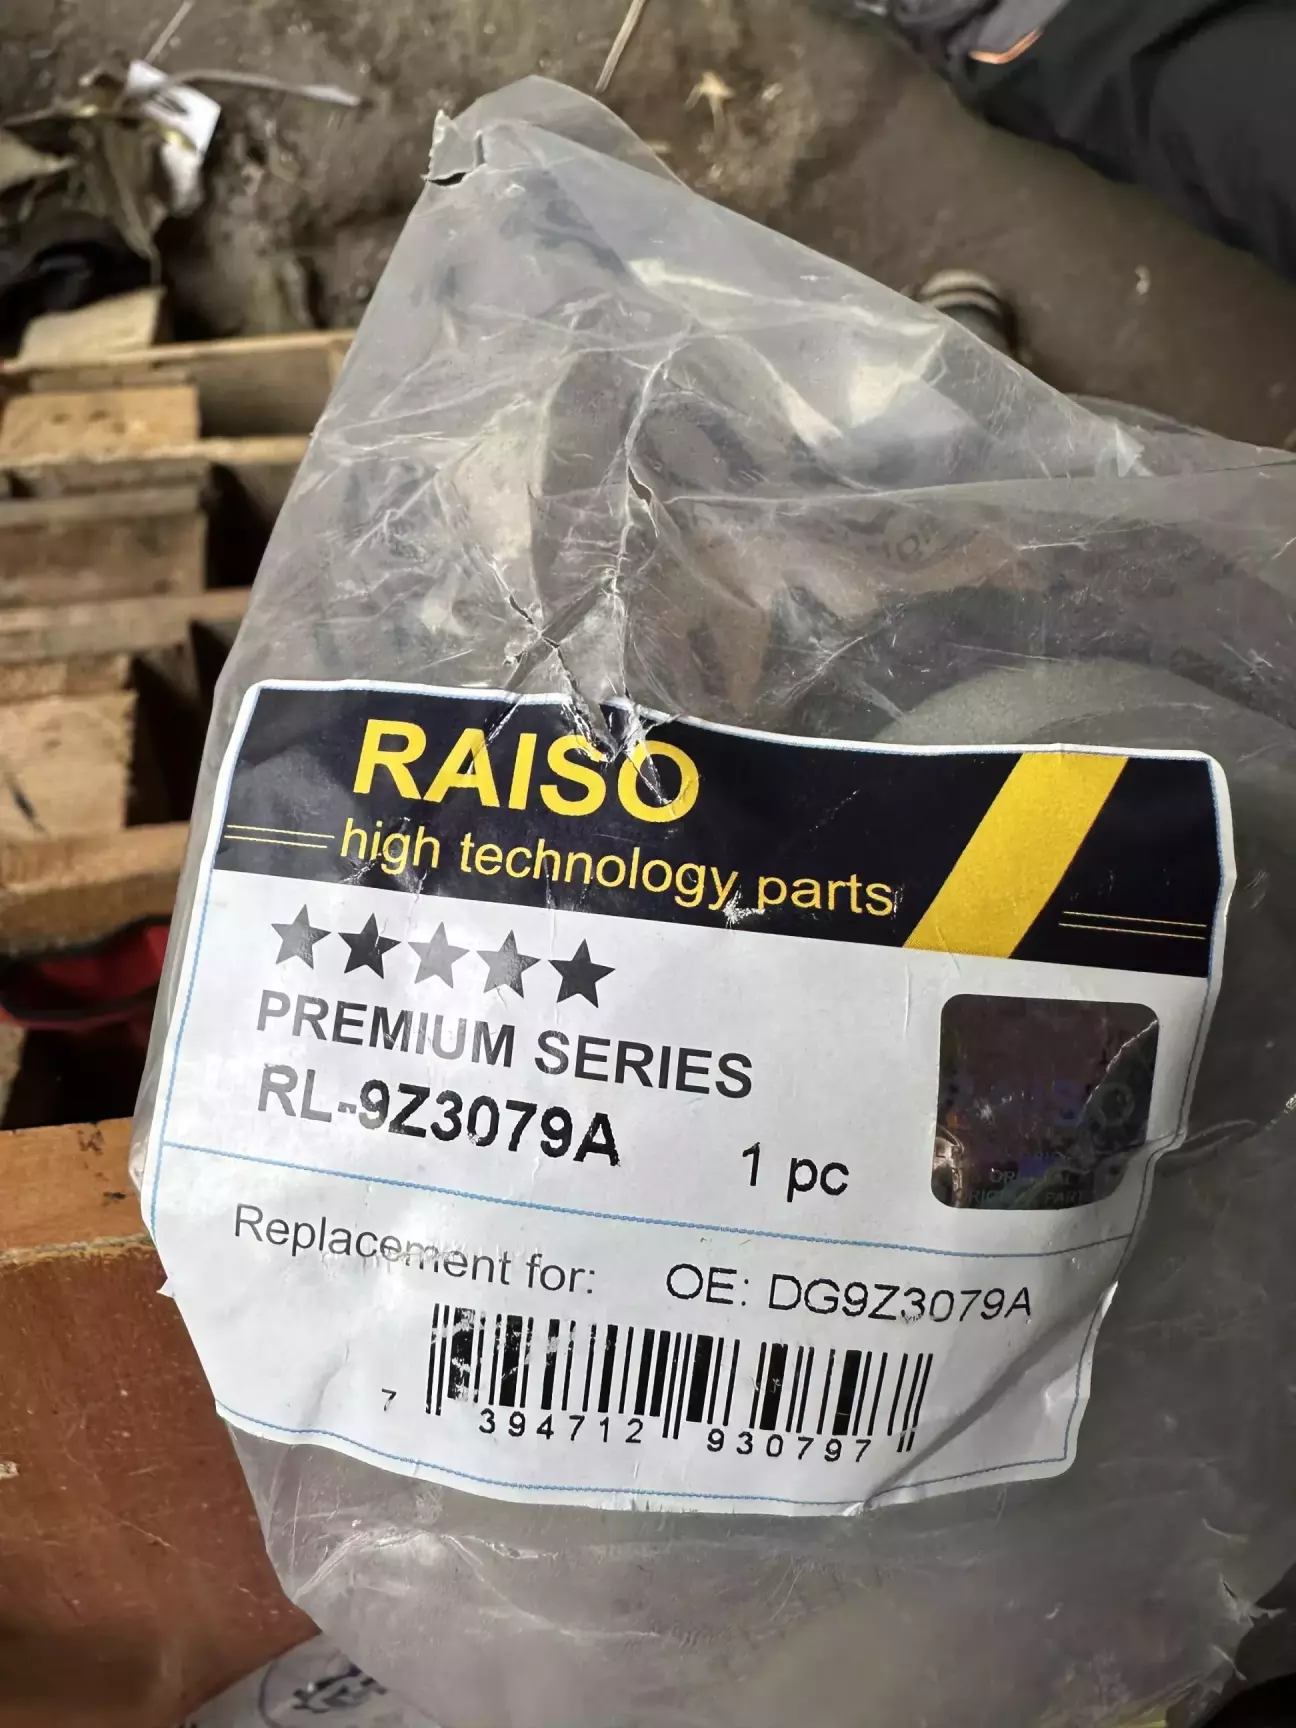 RAISO
high technology parts
PREMIUM SERIES
RL-9Z3079A
1 pc
Replacement for: OE: DG9Z3079A
7 394712 930797